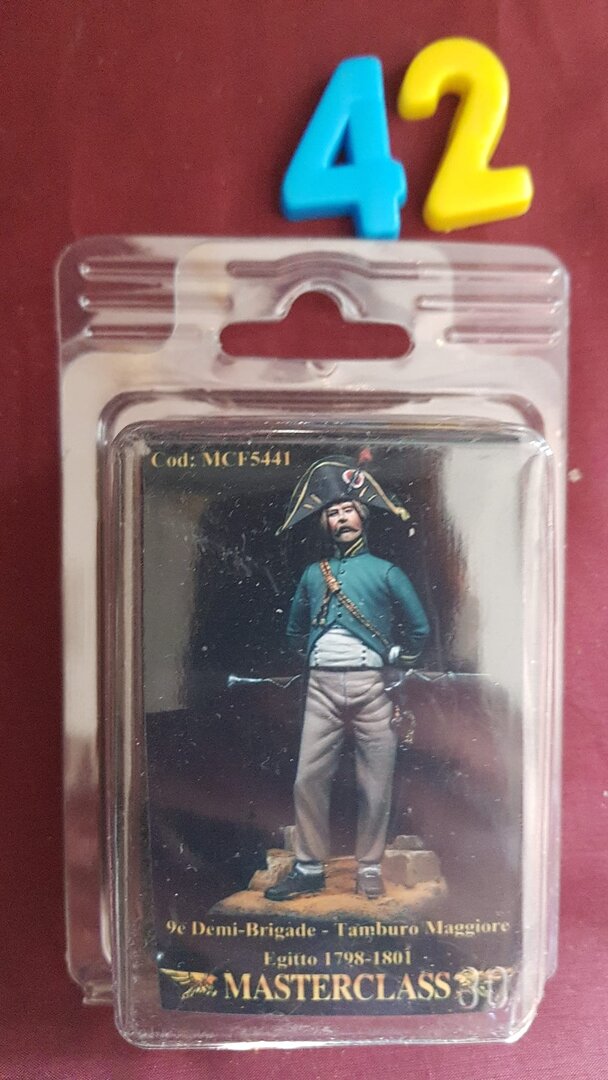 42
Cod: MCF5441
9e Demi-Brigade - Tamburo Maggiore
Egitto 1798-1801
MASTERCLASS